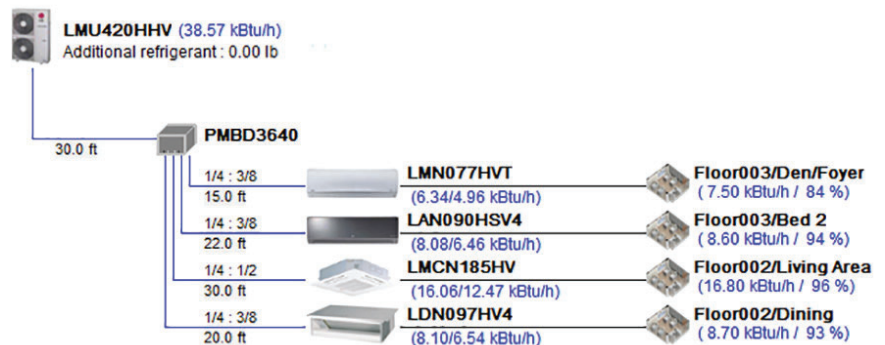 LMU420HHV (38.57 kBtu/h)
Additional refrigerant : 0.00 lb
30.0 ft
PMBD3640
1/4 : 3/8
15.0 ft
LMN077HVT
(6.34/4.96 kBtu/h)
Floor003/Den/Foyer
( 7.50 kBtu/h / 84 %)
1/4 : 3/8
22.0 ft
LAN090HSV4
(8.08/6.46 kBtu/h)
Floor003/Bed 2
( 8.60 kBtu/h / 94 %)
1/4 : 1/2
30.0 ft
LMCN185HV
(16.06/12.47 kBtu/h)
Floor002/Living Area
(16.80 kBtu/h / 96 %)
1/4 : 3/8
20.0 ft
LDN097HV4
(8.10/6.54 kBtu/h)
Floor002/Dining
( 8.70 kBtu/h / 93 %)